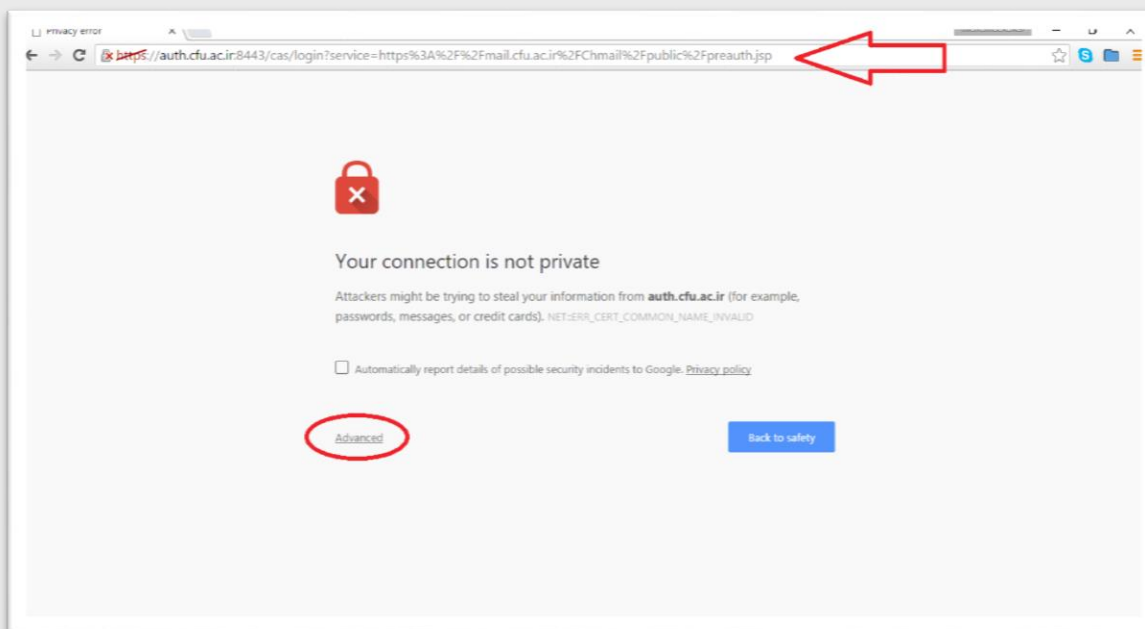 Privacy error
https://auth.cfu.ac.ir:8443/cas/login?service=https%3A%2F%2Fmail.cfu.ac.ir%2FChmail%2Fpublic%2Fpreauth.jsp
Your connection is not private
Attackers might be trying to steal your information from auth.cfu.ac.ir (for example,
passwords, messages, or credit cards). NET::ERR_CERT_COMMON_NAME_INVALID
Automatically report details of possible security incidents to Google. Privacy policy
Advanced
Back to safety